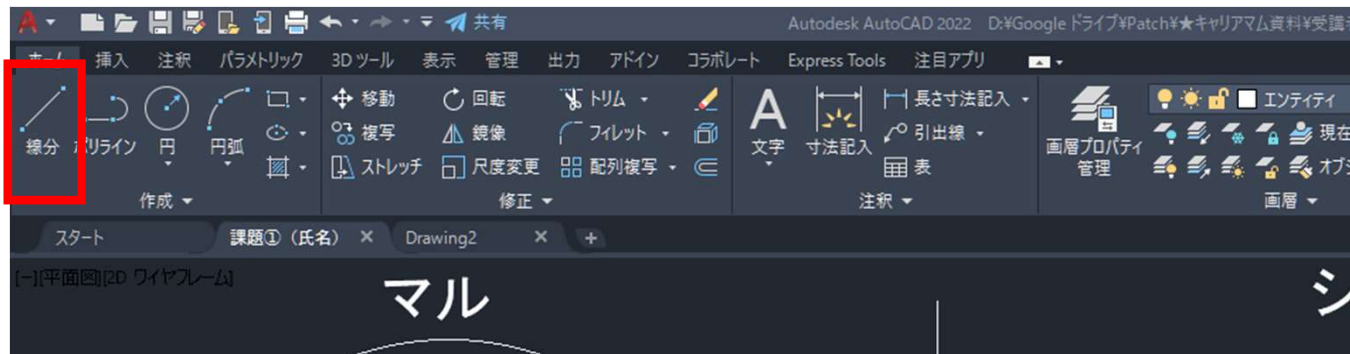 共有 Autodesk AutoCAD 2022 D:¥Google ドライブ¥Patch¥★キャリアマム資料¥受講
ホーム 挿入 注釈 パラメトリック 3D ツール 表示 管理 出力 アドイン コラボレート Express Tools 注目アプリ
線分 ポリライン 円 円弧
移動 回転 トリム
複写 鏡像 フィレット
ストレッチ 尺度変更 配列複写
文字 寸法記入
長さ寸法記入
引出線
表
画層プロパティ
管理
エンティティ
現在
オブジ
作成 修正 注釈 画層
スタート 課題①（氏名） Drawing2
[−][平面図][2D ワイヤフレーム]
マル シ